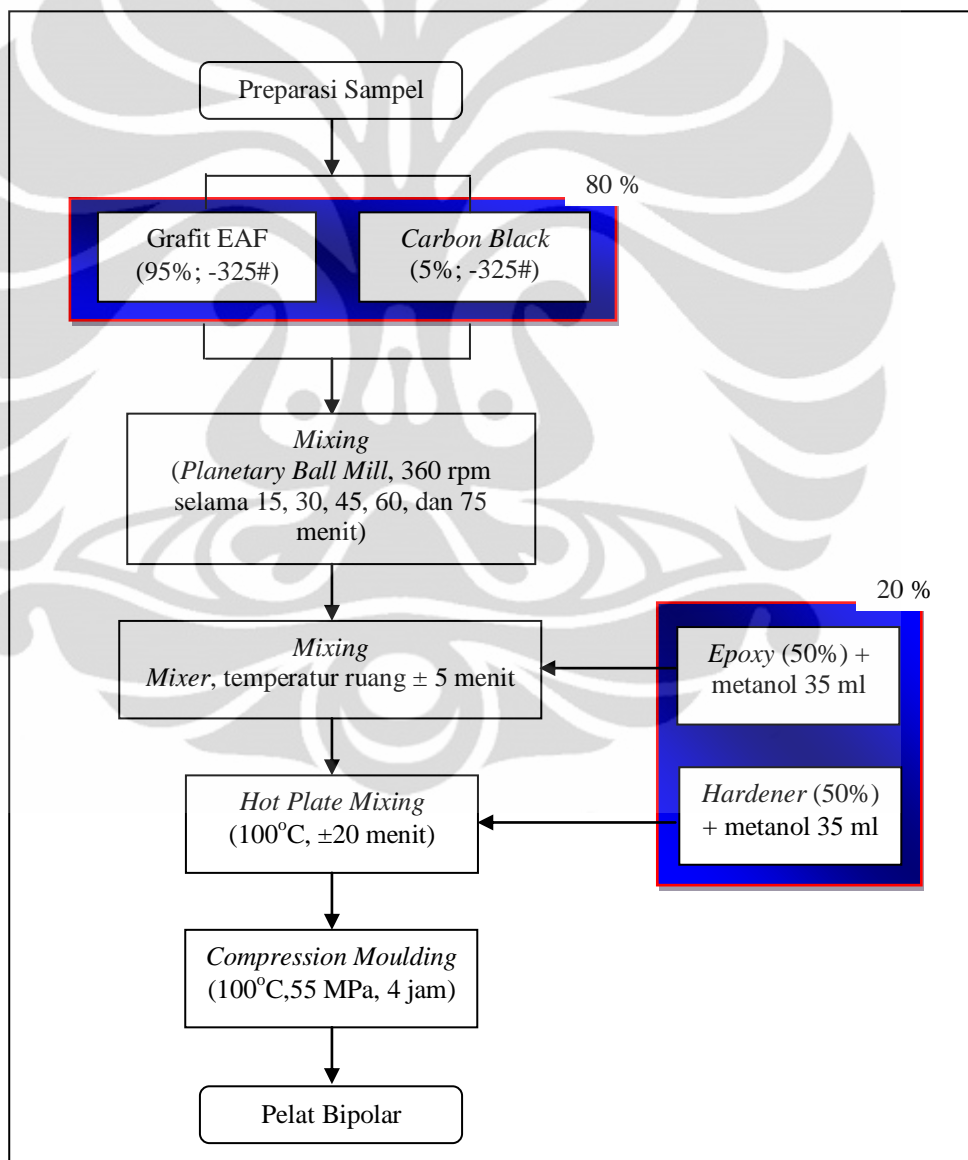 Preparasi Sampel
80 %
Grafit EAF
(95%; -325#)
Carbon Black
(5%; -325#)
Mixing
(Planetary Ball Mill, 360 rpm
selama 15, 30, 45, 60, dan 75
menit)
20 %
Mixing
Mixer, temperatur ruang ± 5 menit
Epoxy (50%) +
metanol 35 ml
Hot Plate Mixing
(100°C, ±20 menit)
Hardener (50%)
+ metanol 35 ml
Compression Moulding
(100°C,55 MPa, 4 jam)
Pelat Bipolar